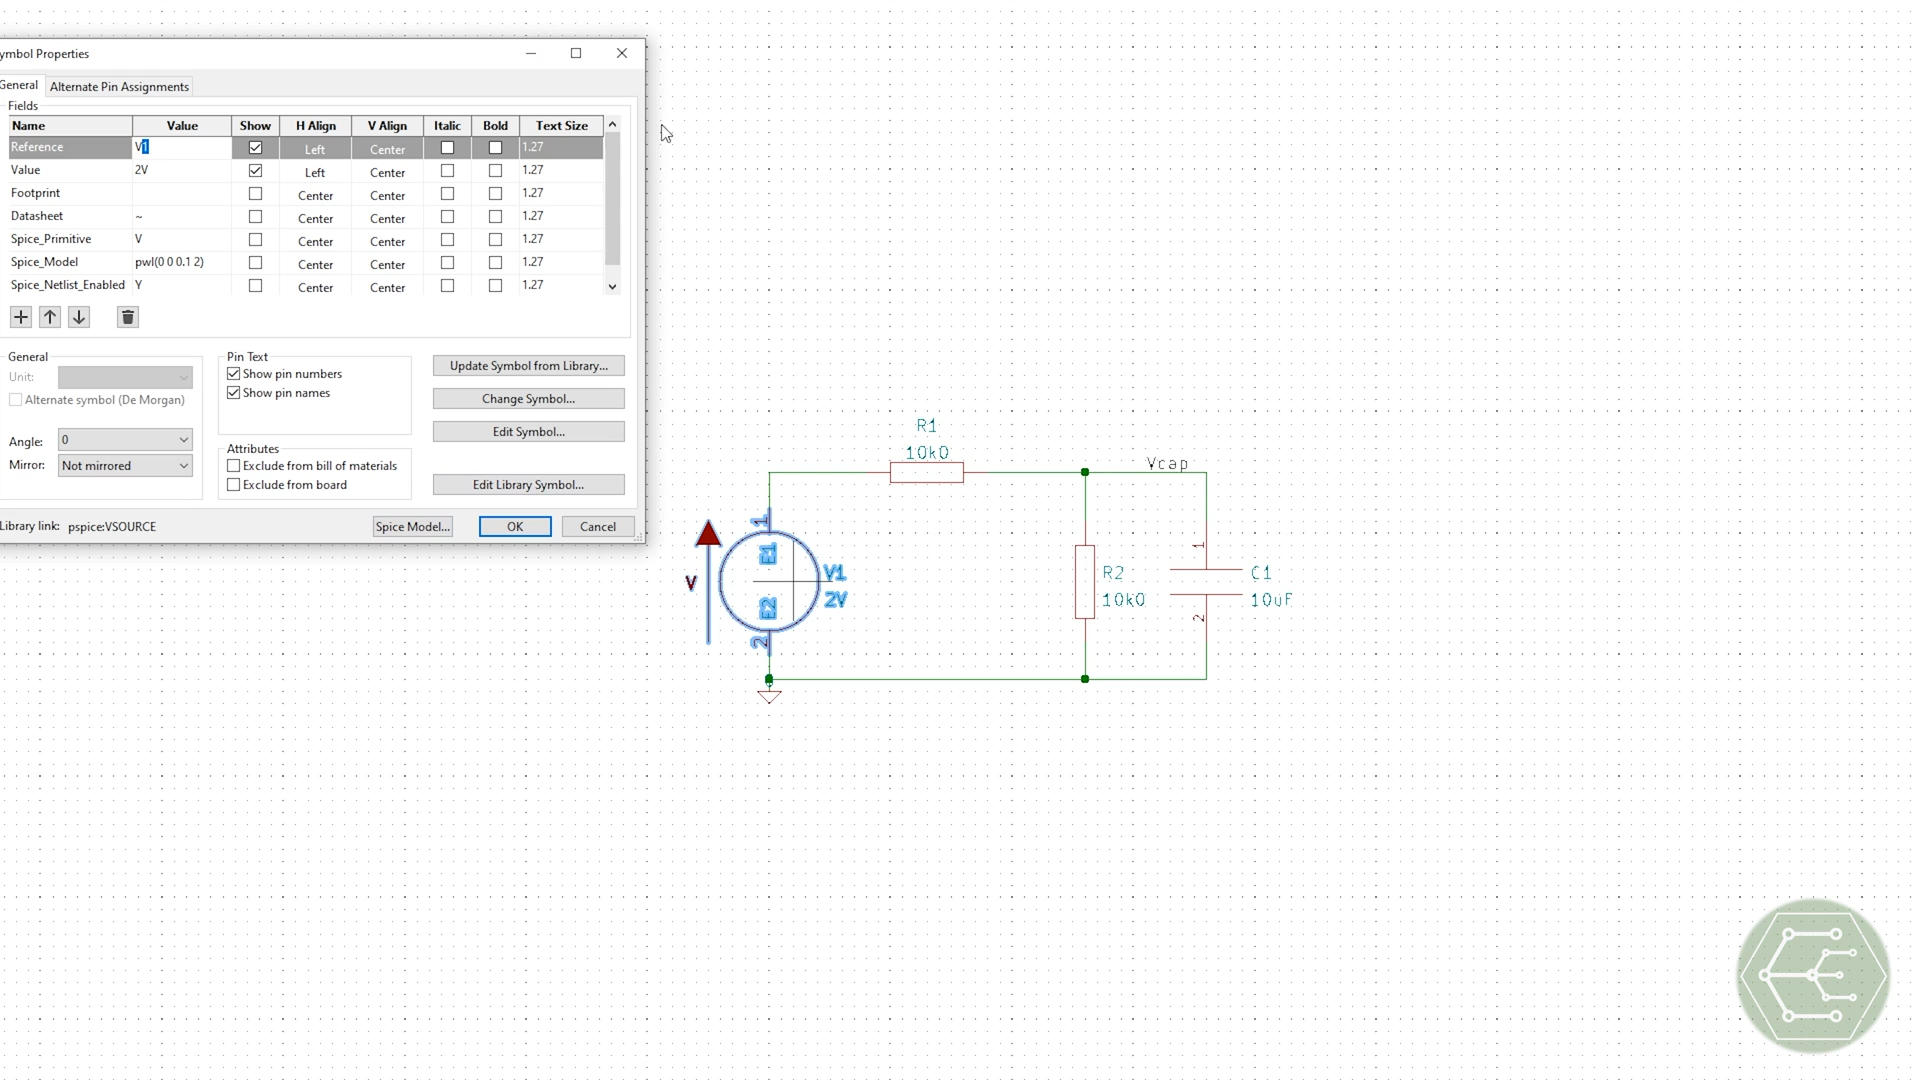 ymbol Properties
General
Alternate Pin Assignments
Fields
Name Value Show H Align V Align Italic Bold Text Size
Reference V1 Left Center 1.27
Value 2V Left Center 1.27
Footprint Center Center 1.27
Datasheet ~ Center Center 1.27
Spice_Primitive V Center Center 1.27
Spice_Model pwl(0 0 0.1 2) Center Center 1.27
Spice_Netlist_Enabled Y Center Center 1.27
General
Unit:
Alternate symbol (De Morgan)
Angle: 0
Mirror: Not mirrored
Pin Text
Show pin numbers
Show pin names
Attributes
Exclude from bill of materials
Exclude from board
Update Symbol from Library...
Change Symbol...
Edit Symbol...
Edit Library Symbol...
Library link: pspice:VSOURCE
Spice Model...
OK
Cancel
R1
10k0
Vcap
1
E1
V
V1
2V
E2
2
R2
10k0
1
C1
10uF
2